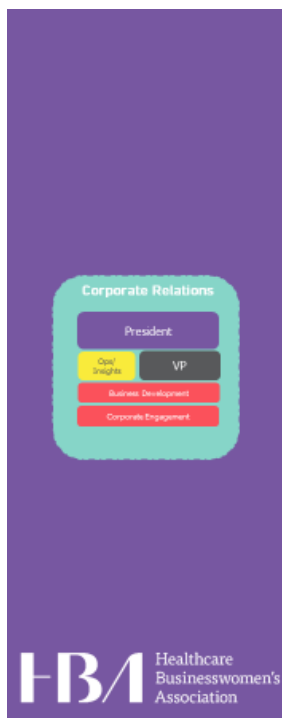 Corporate Relations
President
Ops/
Insights
VP
Business Development
Corporate Engagement
HBA
Healthcare
Businesswomen's
Association